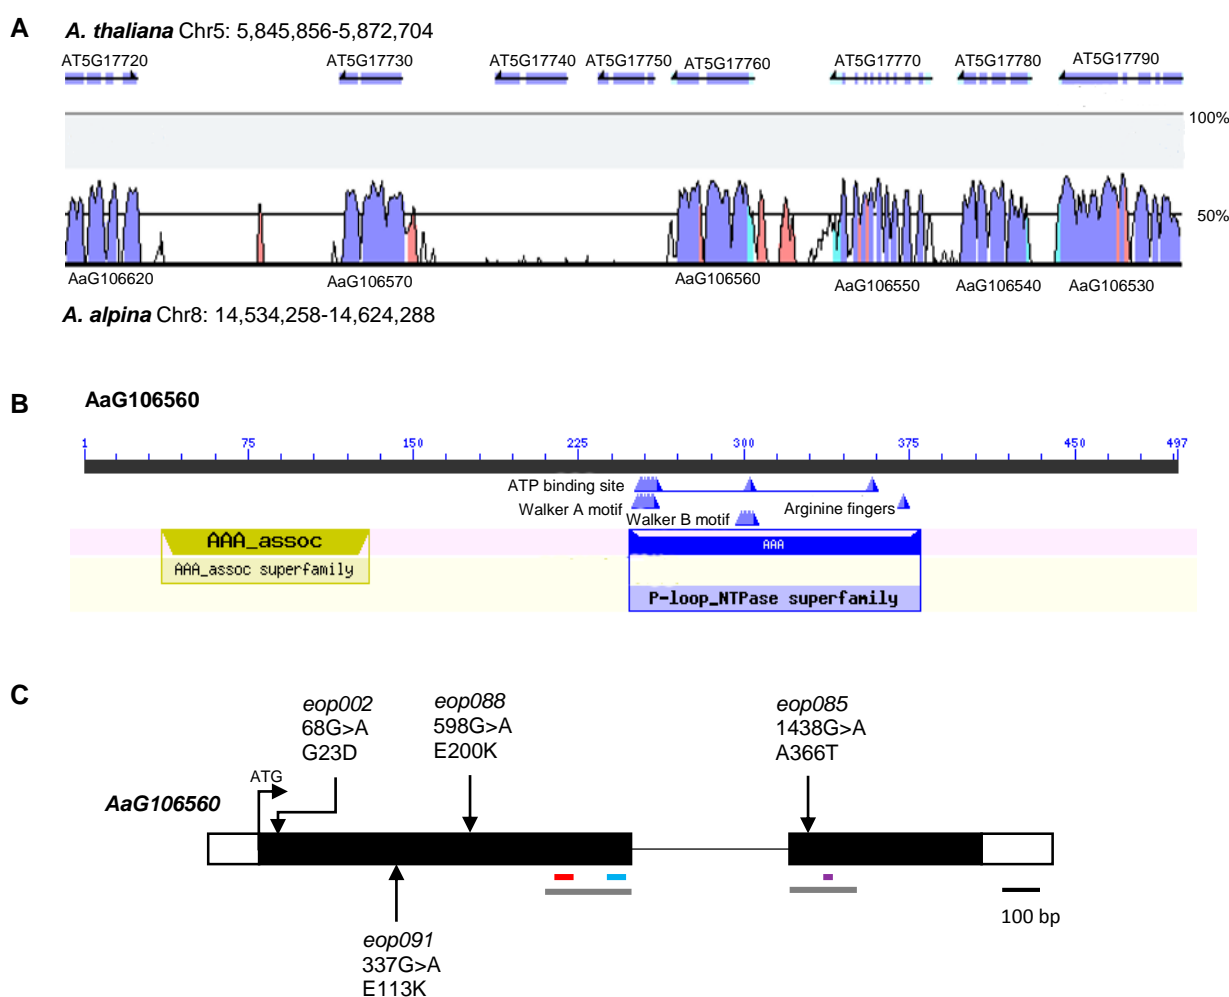 A
A. thaliana Chr5: 5,845,856-5,872,704
AT5G17720 AT5G17730 AT5G17740 AT5G17750 AT5G17760 AT5G17770 AT5G17780 AT5G17790
100%
50%
AaG106620 AaG106570 AaG106560 AaG106550 AaG106540 AaG106530
A. alpina Chr8: 14,534,258-14,624,288
B
AaG106560
1 75 150 225 300 375 450 497
ATP binding site
Walker A motif
Arginine fingers
Walker B motif
AAA_assoc
AAA
AAA_assoc superfamily
P-loop_NTPase superfamily
C
eop002
68G>A
G23D
eop088
598G>A
E200K
eop085
1438G>A
A366T
ATG
AaG106560
100 bp
eop091
337G>A
E113K